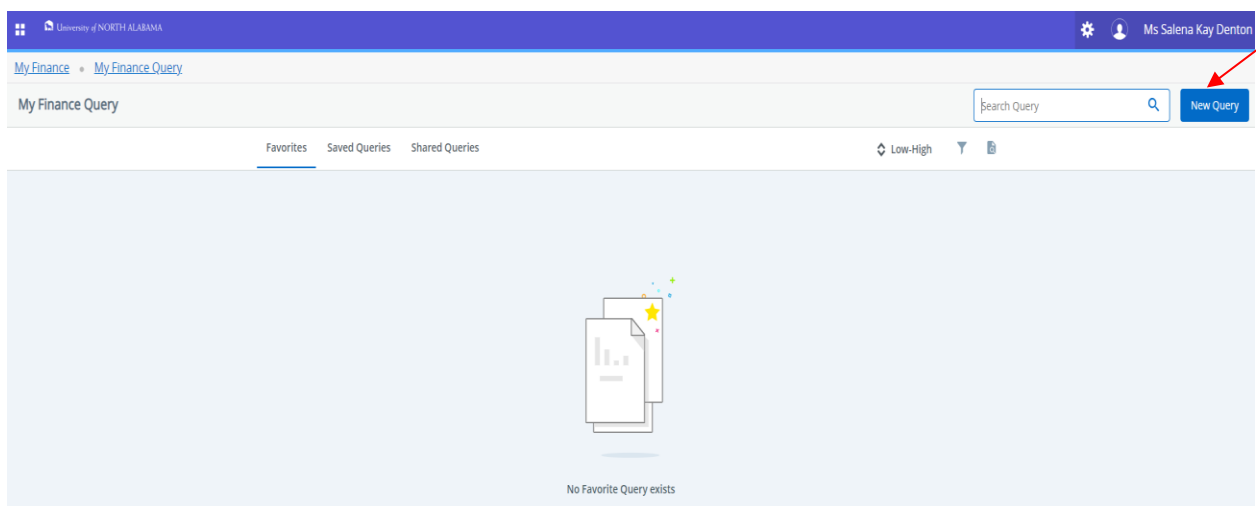 University of NORTH ALABAMA
Ms Salena Kay Denton
My Finance • My Finance Query
My Finance Query
Search Query
New Query
Favorites Saved Queries Shared Queries
Low-High
No Favorite Query exists